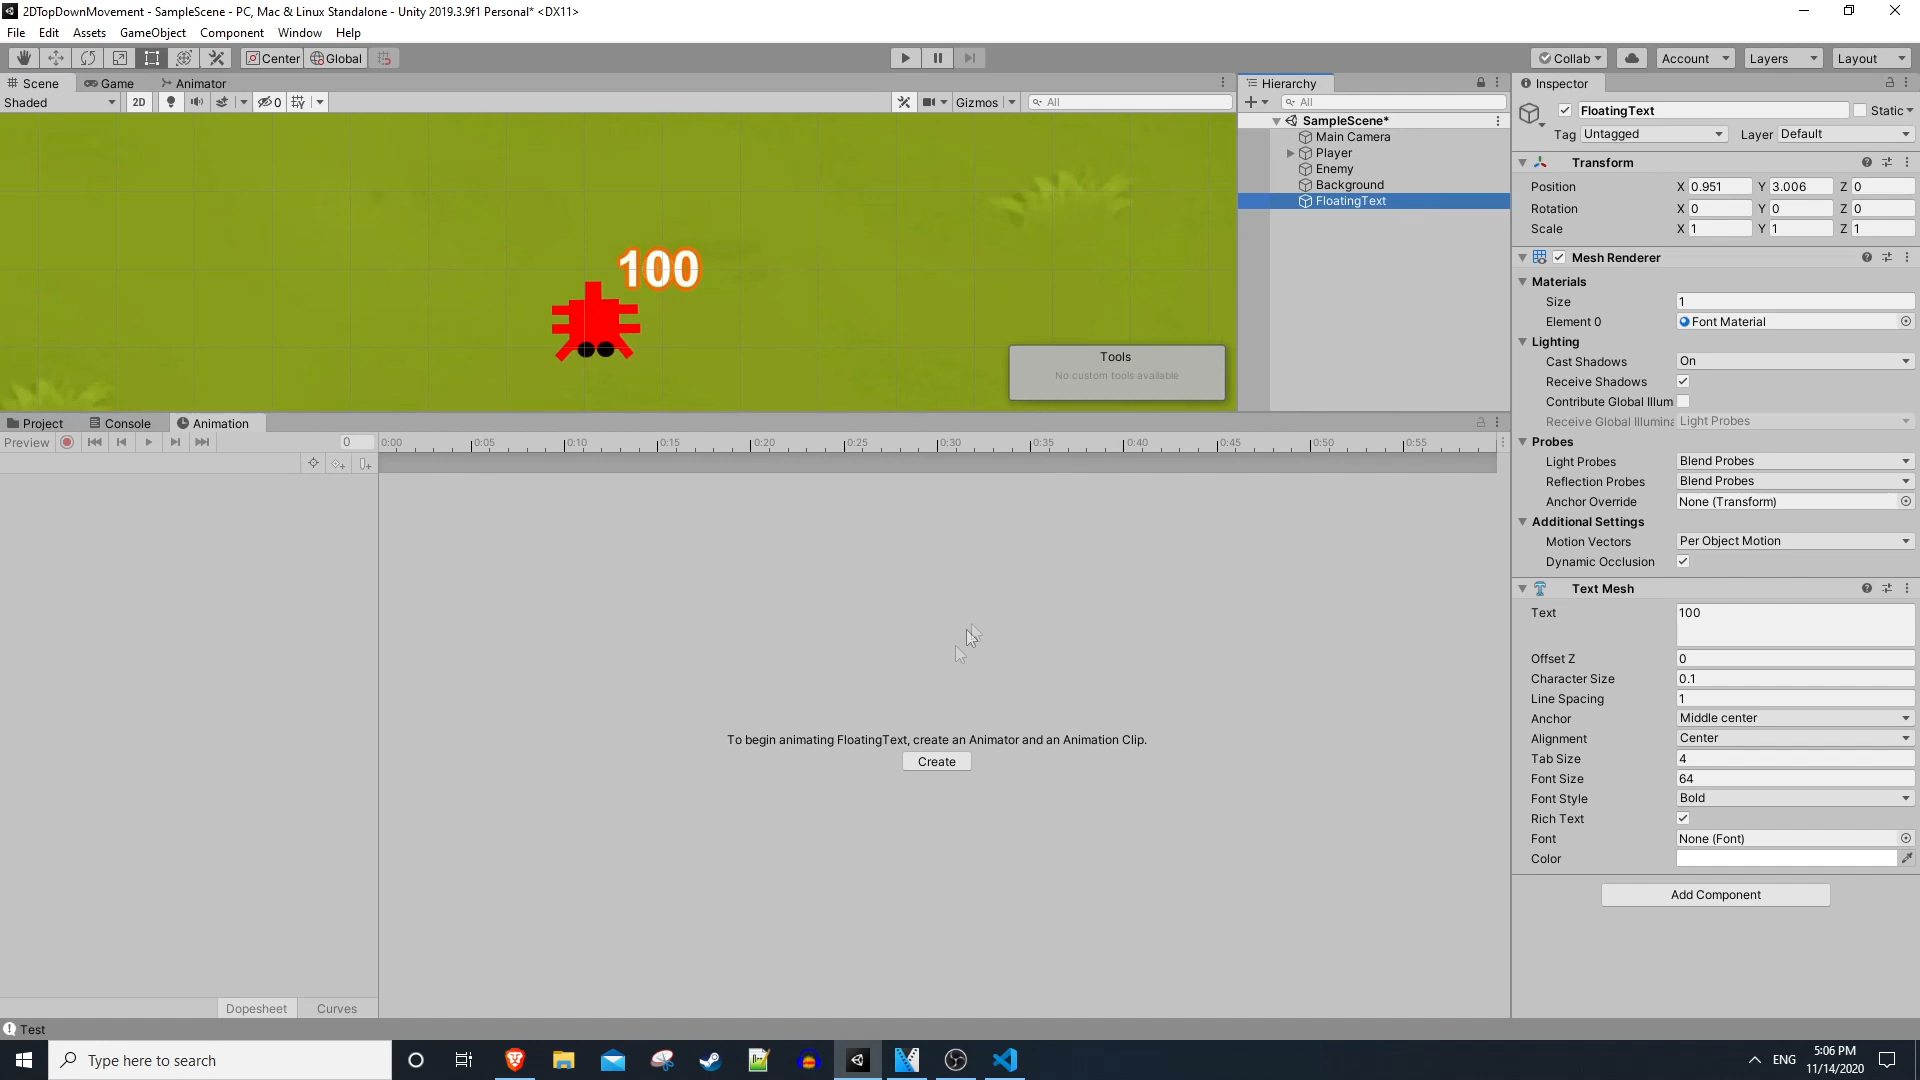 2DTopDownMovement - SampleScene - PC, Mac & Linux Standalone - Unity 2019.3.9f1 Personal* <DX11>
File Edit Assets GameObject Component Window Help
Center Global
Collab Account Layers Layout
Scene Game Animator
Shaded 2D 0 Gizmos All
100
Tools
No custom tools available
Hierarchy
All
SampleScene*
Main Camera
Player
Enemy
Background
FloatingText
Project Console Animation
Preview 0
0:00 0:05 0:10 0:15 0:20 0:25 0:30 0:35 0:40 0:45 0:50 0:55
To begin animating FloatingText, create an Animator and an Animation Clip.
Create
Dopesheet Curves
Inspector
FloatingText Static
Tag Untagged Layer Default
Transform
Position X 0.951 Y 3.006 Z 0
Rotation X 0 Y 0 Z 0
Scale X 1 Y 1 Z 1
Mesh Renderer
Materials
Size 1
Element 0 Font Material
Lighting
Cast Shadows On
Receive Shadows
Contribute Global Illum
Receive Global Illumina Light Probes
Probes
Light Probes Blend Probes
Reflection Probes Blend Probes
Anchor Override None (Transform)
Additional Settings
Motion Vectors Per Object Motion
Dynamic Occlusion
Text Mesh
Text 100
Offset Z 0
Character Size 0.1
Line Spacing 1
Anchor Middle center
Alignment Center
Tab Size 4
Font Size 64
Font Style Bold
Rich Text
Font None (Font)
Color
Add Component
Test
Type here to search
ENG
5:06 PM
11/14/2020